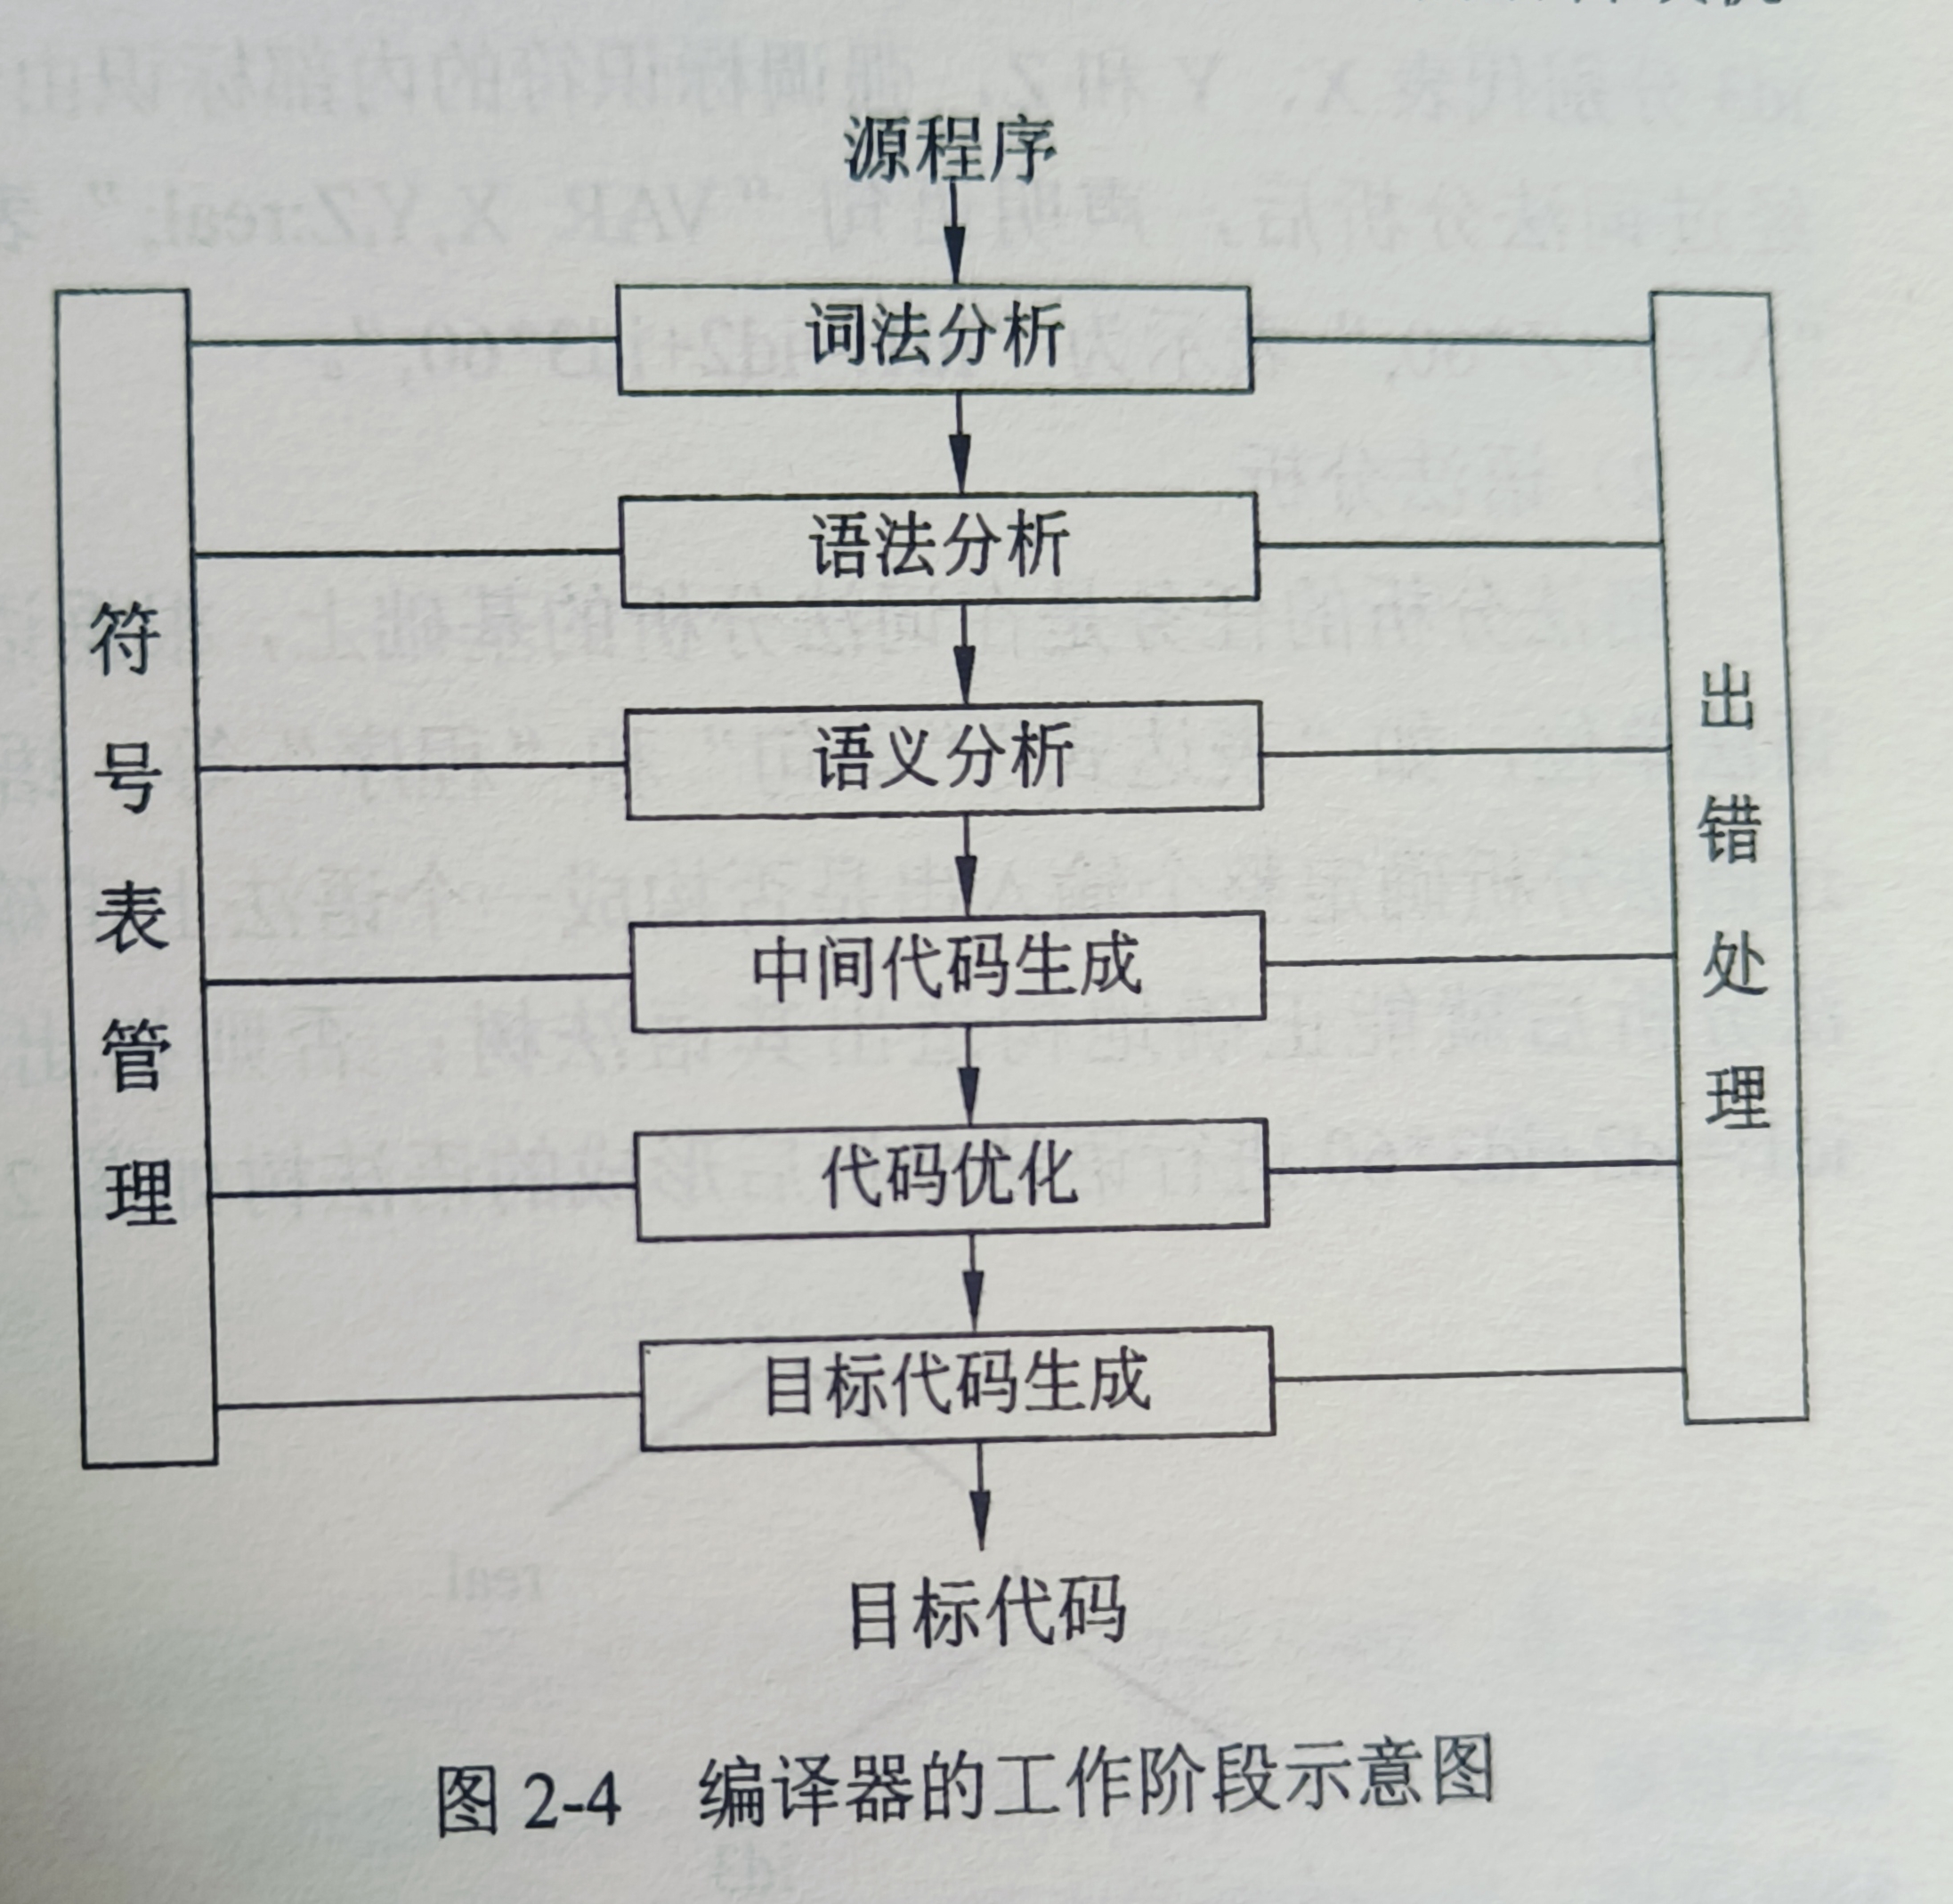 源程序
词法分析
语法分析
语义分析
中间代码生成
代码优化
目标代码生成
目标代码
符号表管理
出错处理
图 2-4 编译器的工作阶段示意图